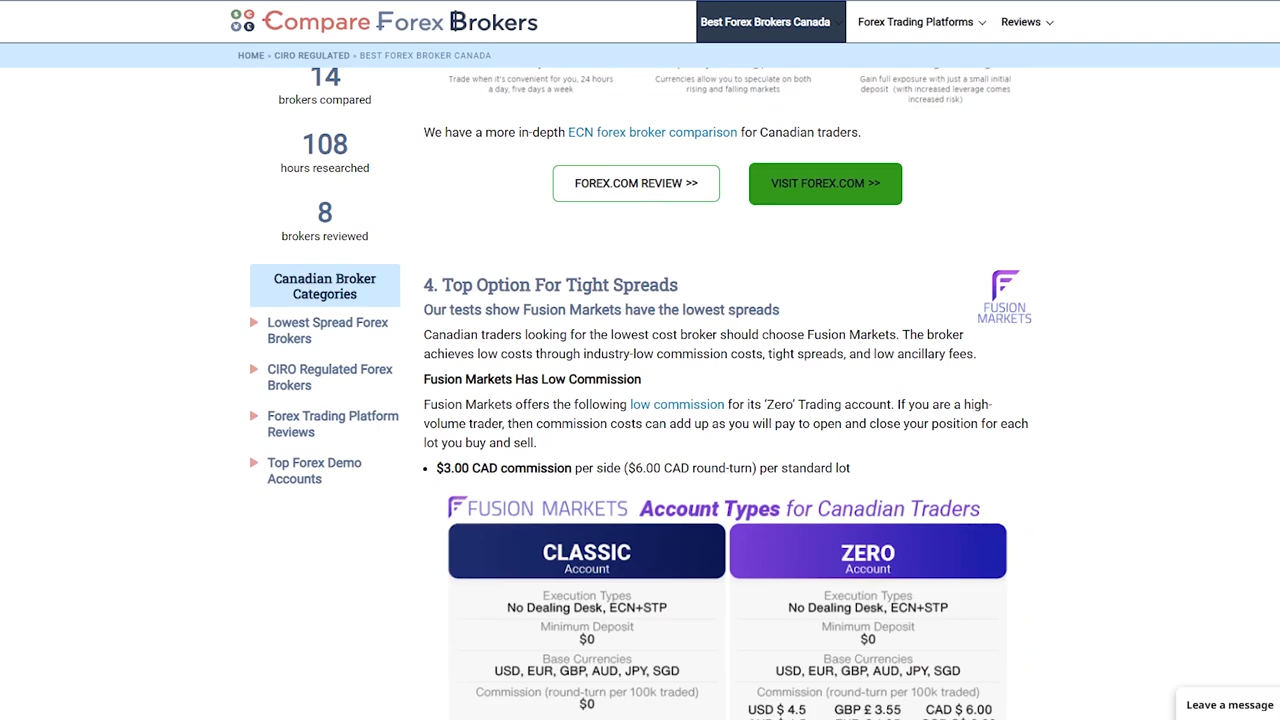 Compare Forex Brokers
Best Forex Brokers Canada
Forex Trading Platforms
Reviews
HOME » CIRO REGULATED » BEST FOREX BROKER CANADA
14
brokers compared
108
hours researched
8
brokers reviewed
Canadian Broker
Categories
Lowest Spread Forex
Brokers
CIRO Regulated Forex
Brokers
Forex Trading Platform
Reviews
Top Forex Demo
Accounts
Trade when it's convenient for you, 24 hours
a day, five days a week
Currencies allow you to speculate on both
rising and falling markets
Gain full exposure with just a small initial
deposit (with increased leverage comes
increased risk)
We have a more in-depth ECN forex broker comparison for Canadian traders.
FOREX.COM REVIEW >>
VISIT FOREX.COM >>
4. Top Option For Tight Spreads
FUSION
MARKETS
Our tests show Fusion Markets have the lowest spreads
Canadian traders looking for the lowest cost broker should choose Fusion Markets. The broker
achieves low costs through industry-low commission costs, tight spreads, and low ancillary fees.
Fusion Markets Has Low Commission
Fusion Markets offers the following low commission for its ‘Zero’ Trading account. If you are a high-
volume trader, then commission costs can add up as you will pay to open and close your position for each
lot you buy and sell.
• $3.00 CAD commission per side ($6.00 CAD round-turn) per standard lot
FUSION MARKETS Account Types for Canadian Traders
CLASSIC
Account
Execution Types
No Dealing Desk, ECN+STP
Minimum Deposit
$0
Base Currencies
USD, EUR, GBP, AUD, JPY, SGD
Commission (round-turn per 100k traded)
$0
ZERO
Account
Execution Types
No Dealing Desk, ECN+STP
Minimum Deposit
$0
Base Currencies
USD, EUR, GBP, AUD, JPY, SGD
Commission (round-turn per 100k traded)
USD $ 4.5 GBP £ 3.55 CAD $ 6.00
Leave a message